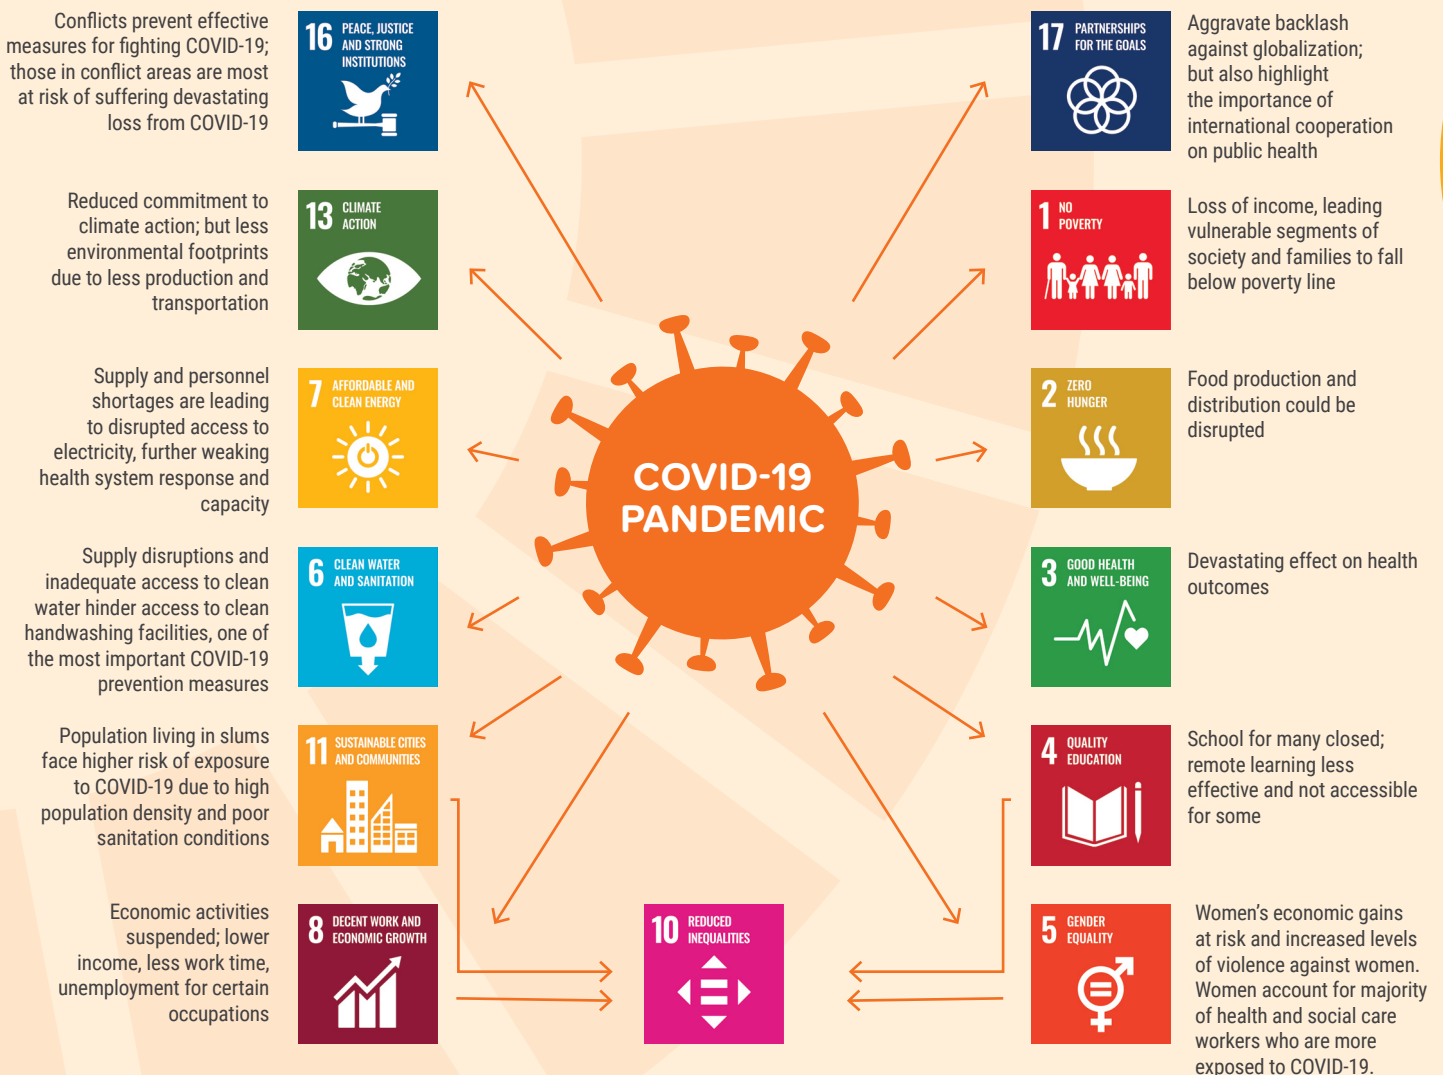 Conflicts prevent effective
measures for fighting COVID-19;
those in conflict areas are most
at risk of suffering devastating
loss from COVID-19
16 PEACE, JUSTICE
AND STRONG
INSTITUTIONS
17 PARTNERSHIPS
FOR THE GOALS
Aggravate backlash
against globalization;
but also highlight
the importance of
international cooperation
on public health
Reduced commitment to
climate action; but less
environmental footprints
due to less production and
transportation
13 CLIMATE
ACTION
1 NO
POVERTY
Loss of income, leading
vulnerable segments of
society and families to fall
below poverty line
Supply and personnel
shortages are leading
to disrupted access to
electricity, further weaking
health system response and
capacity
7 AFFORDABLE AND
CLEAN ENERGY
COVID-19
PANDEMIC
2 ZERO
HUNGER
Food production and
distribution could be
disrupted
Supply disruptions and
inadequate access to clean
water hinder access to clean
handwashing facilities, one of
the most important COVID-19
prevention measures
6 CLEAN WATER
AND SANITATION
3 GOOD HEALTH
AND WELL-BEING
Devastating effect on health
outcomes
Population living in slums
face higher risk of exposure
to COVID-19 due to high
population density and poor
sanitation conditions
11 SUSTAINABLE CITIES
AND COMMUNITIES
4 QUALITY
EDUCATION
School for many closed;
remote learning less
effective and not accessible
for some
Economic activities
suspended; lower
income, less work time,
unemployment for certain
occupations
8 DECENT WORK AND
ECONOMIC GROWTH
10 REDUCED
INEQUALITIES
5 GENDER
EQUALITY
Women's economic gains
at risk and increased levels
of violence against women.
Women account for majority
of health and social care
workers who are more
exposed to COVID-19.